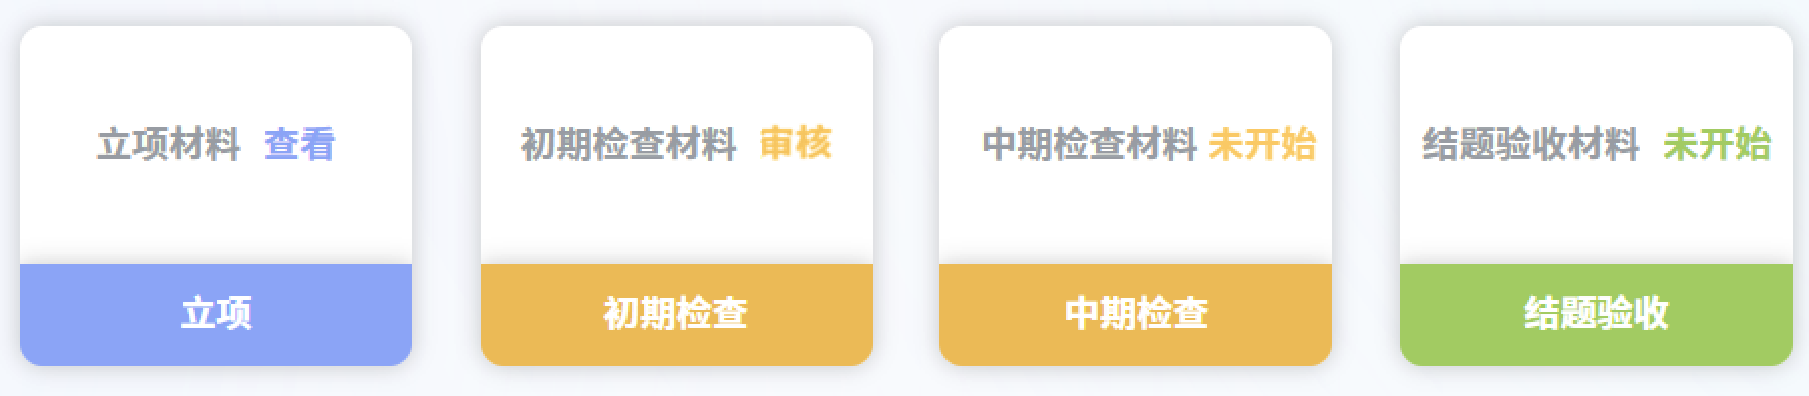 立项材料 查看
立项
初期检查材料 审核
初期检查
中期检查材料 未开始
中期检查
结题验收材料 未开始
结题验收